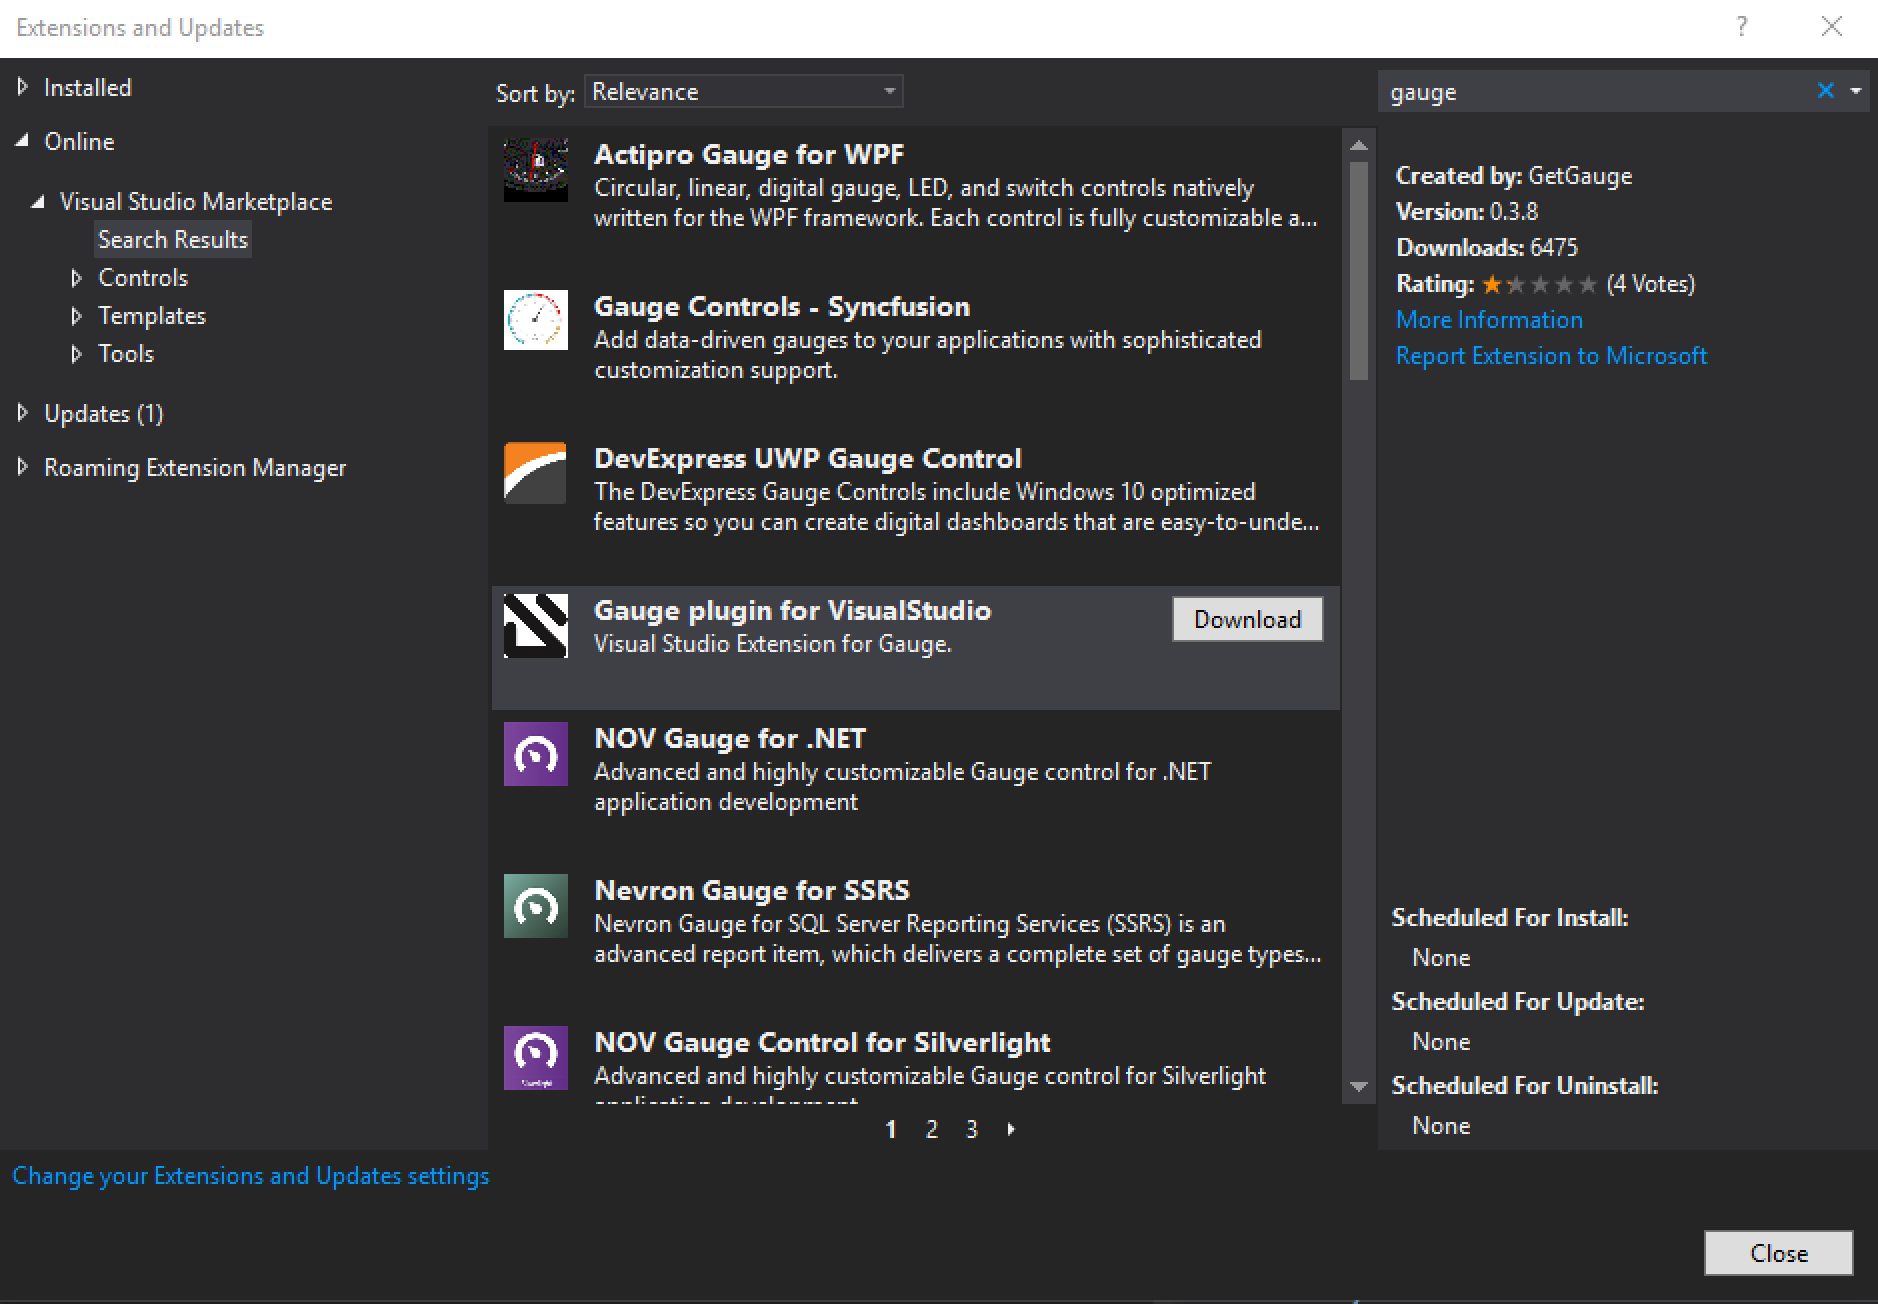 Extensions and Updates
?
Installed
Online
Visual Studio Marketplace
Search Results
Controls
Templates
Tools
Updates (1)
Roaming Extension Manager
Sort by: Relevance
Actipro Gauge for WPF
Circular, linear, digital gauge, LED, and switch controls natively
written for the WPF framework. Each control is fully customizable a...
Gauge Controls - Syncfusion
Add data-driven gauges to your applications with sophisticated
customization support.
DevExpress UWP Gauge Control
The DevExpress Gauge Controls include Windows 10 optimized
features so you can create digital dashboards that are easy-to-unde...
Gauge plugin for VisualStudio
Download
Visual Studio Extension for Gauge.
NOV Gauge for .NET
Advanced and highly customizable Gauge control for .NET
application development
Nevron Gauge for SSRS
Nevron Gauge for SQL Server Reporting Services (SSRS) is an
advanced report item, which delivers a complete set of gauge types...
NOV Gauge Control for Silverlight
Advanced and highly customizable Gauge control for Silverlight
application development
1 2 3
gauge
Created by: GetGauge
Version: 0.3.8
Downloads: 6475
Rating: (4 Votes)
More Information
Report Extension to Microsoft
Scheduled For Install:
None
Scheduled For Update:
None
Scheduled For Uninstall:
None
Change your Extensions and Updates settings
Close